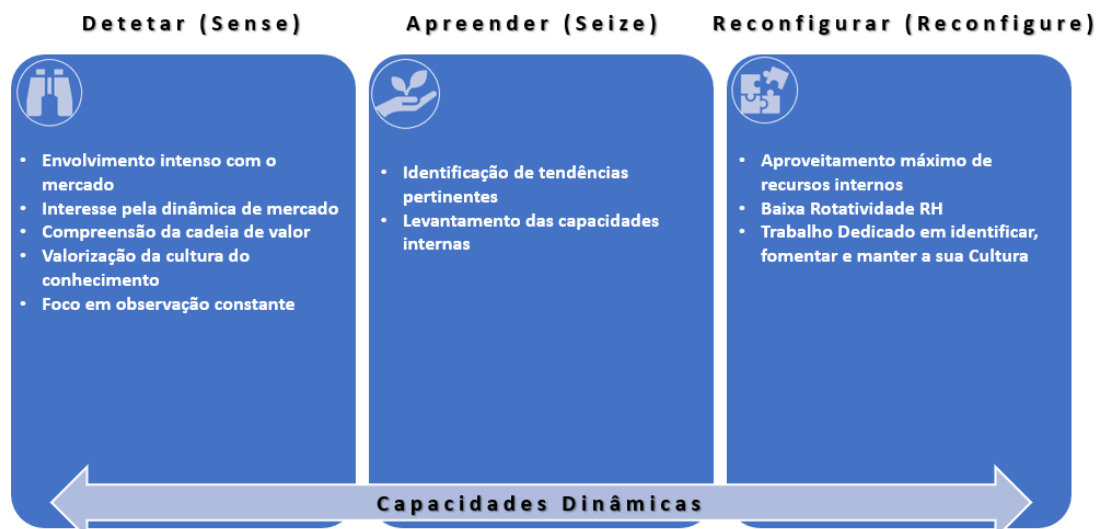 Detetar (Sense)
Apreender (Seize)
Reconfigurar (Reconfigure)
• Envolvimento intenso com o
mercado
• Interesse pela dinâmica de mercado
• Compreensão da cadeia de valor
• Valorização da cultura do
conhecimento
• Foco em observação constante
• Identificação de tendências
pertinentes
• Levantamento das capacidades
internas
• Aproveitamento máximo de
recursos internos
• Baixa Rotatividade RH
• Trabalho Dedicado em identificar,
fomentar e manter a sua Cultura
Capacidades Dinâmicas